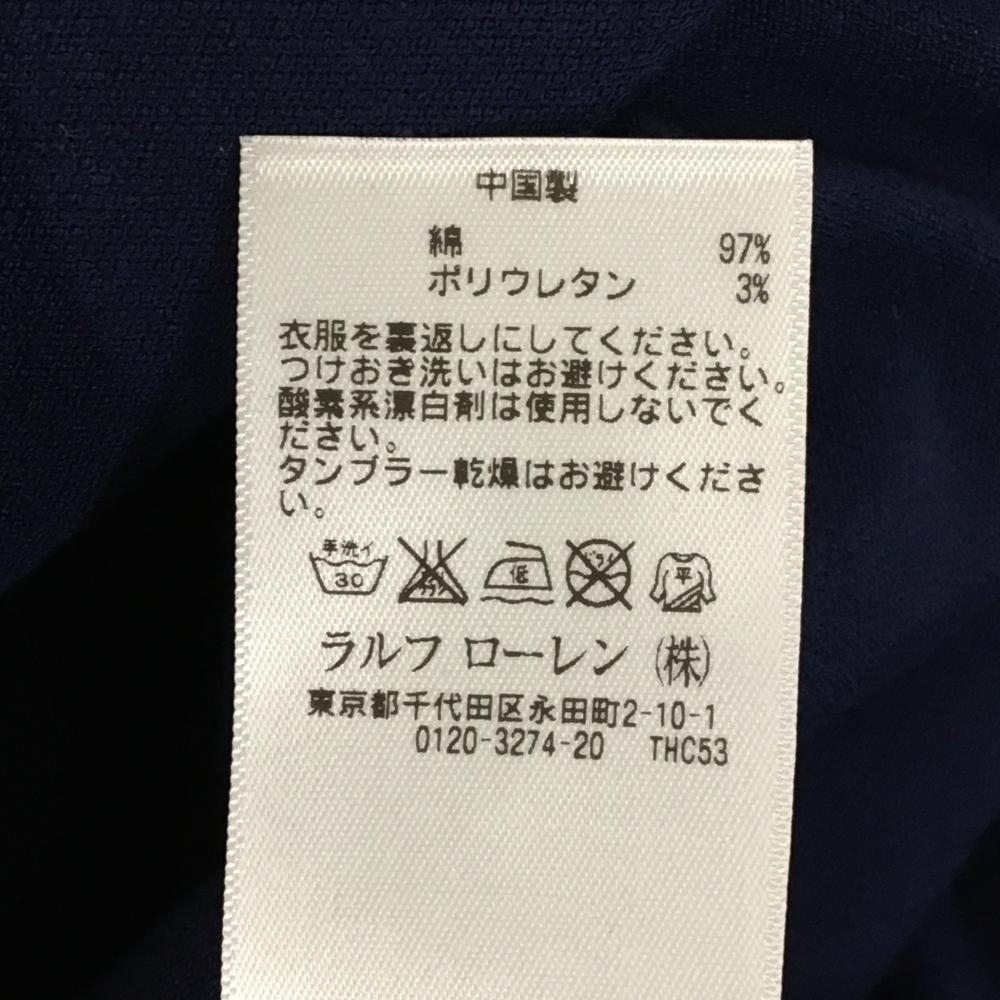 中国製
綿 97%
ポリウレタン 3%
衣服を裏返しにしてください。
つけおき洗いはお避けください。
酸素系漂白剤は使用しないでく
ださい。
タンブラー乾燥はお避けくださ
い。
手洗イ 30 低 ドライ 平
ラルフ ローレン (株)
東京都千代田区永田町2-10-1
0120-3274-20 THC53